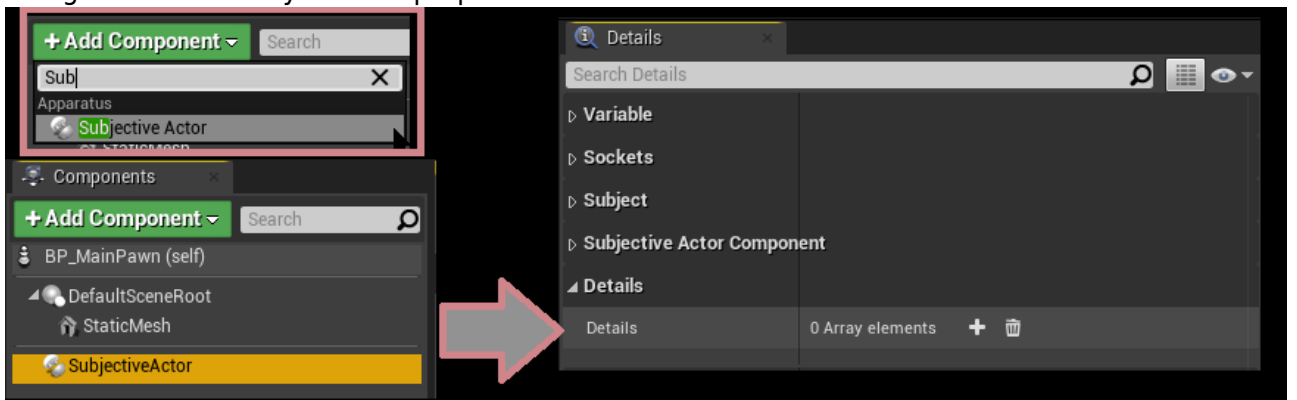 + Add Component
Search
Sub
Apparatus
Subjective Actor
StaticMesh
Components
+ Add Component
Search
BP_MainPawn (self)
DefaultSceneRoot
StaticMesh
SubjectiveActor
Details
Search Details
Variable
Sockets
Subject
Subjective Actor Component
Details
Details 0 Array elements